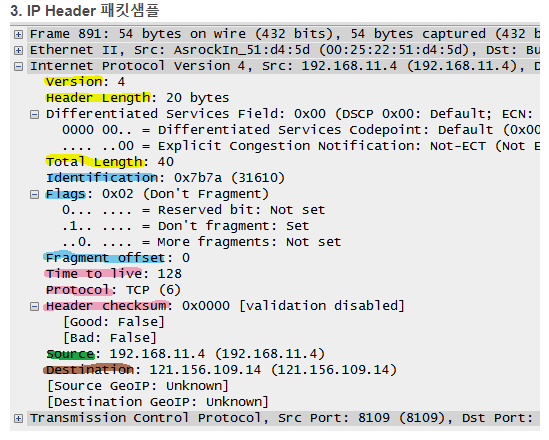 3. IP Header 패킷샘플
Frame 891: 54 bytes on wire (432 bits), 54 bytes captured (432 b
Ethernet II, Src: AsrockIn_51:d4:5d (00:25:22:51:d4:5d), Dst: Bu
Internet Protocol Version 4, Src: 192.168.11.4 (192.168.11.4), D
Version: 4
Header Length: 20 bytes
Differentiated Services Field: 0x00 (DSCP 0x00: Default; ECN:
0000 00.. = Differentiated Services Codepoint: Default (0x00
.... ..00 = Explicit Congestion Notification: Not-ECT (Not E
Total Length: 40
Identification: 0x7b7a (31610)
Flags: 0x02 (Don't Fragment)
0... .... = Reserved bit: Not set
.1.. .... = Don't fragment: Set
..0. .... = More fragments: Not set
Fragment offset: 0
Time to live: 128
Protocol: TCP (6)
Header checksum: 0x0000 [validation disabled]
[Good: False]
[Bad: False]
Source: 192.168.11.4 (192.168.11.4)
Destination: 121.156.109.14 (121.156.109.14)
[Source GeoIP: Unknown]
[Destination GeoIP: Unknown]
Transmission Control Protocol, Src Port: 8109 (8109), Dst Port: